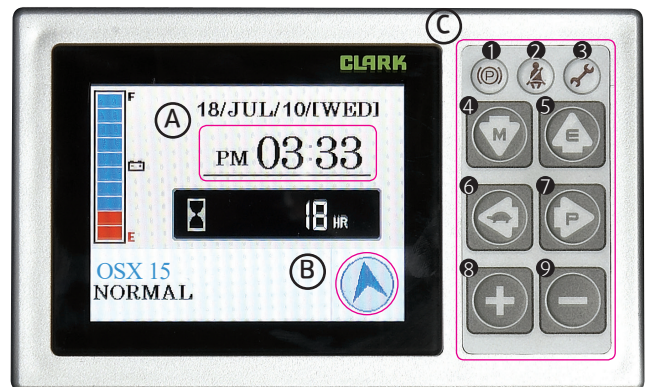 C
CLARK
F
A
18/JUL/10/[WED]
PM 03:33
18 HR
E
OSX 15
NORMAL
B
1 2 3
(P)
4 5
M E
6 7
P
8 9
+ −